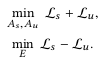 \min_{A_s, A_u} \mathcal{L}_s + \mathcal{L}_u,
\min_{E} \mathcal{L}_s - \mathcal{L}_u.